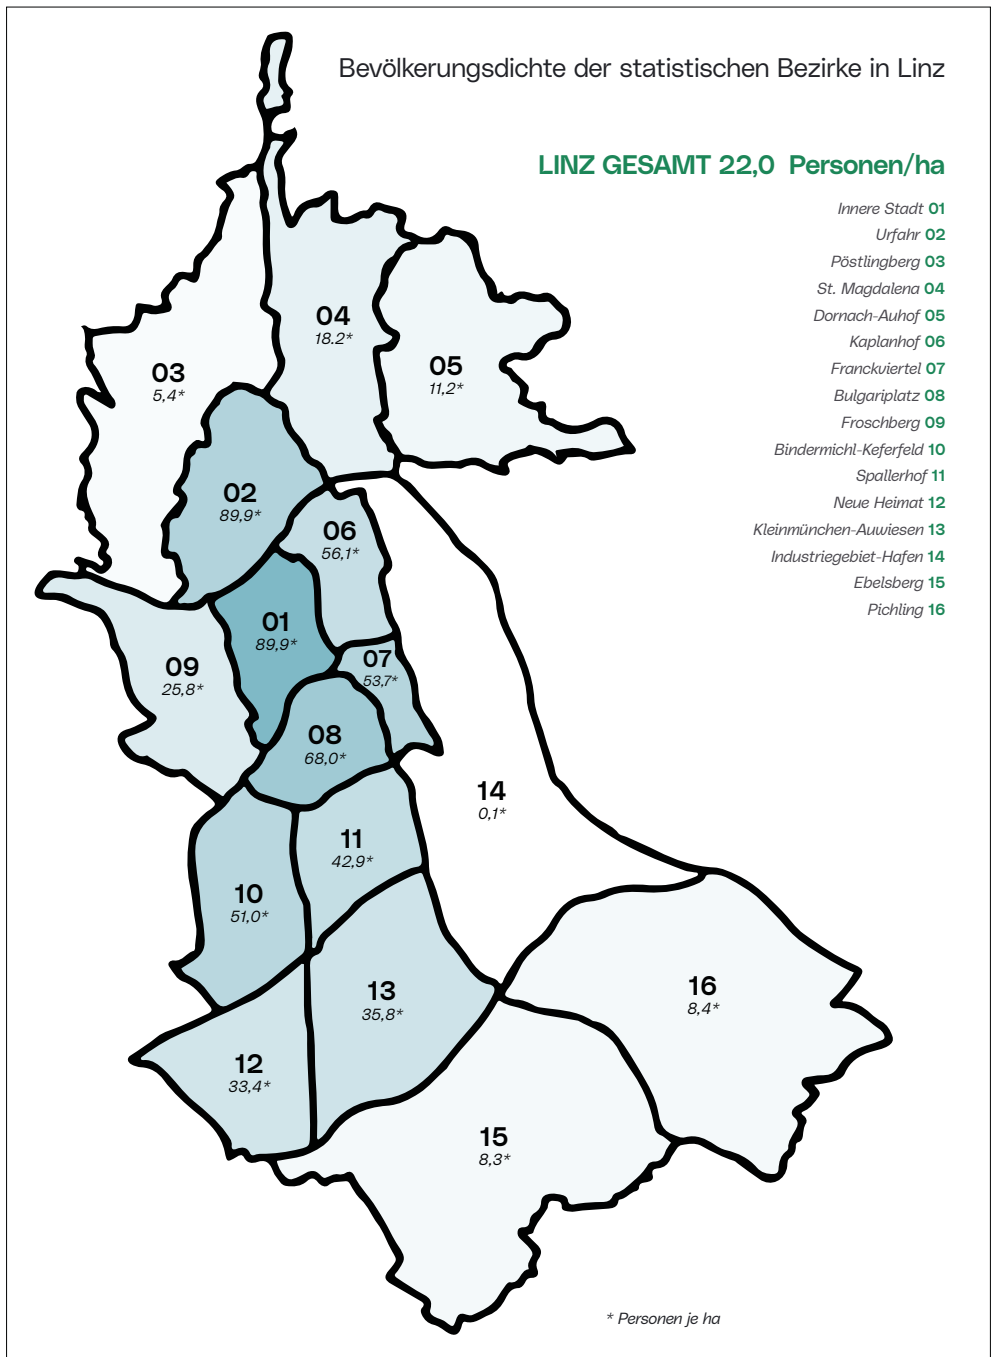 Bevölkerungsdichte der statistischen Bezirke in Linz
LINZ GESAMT 22,0 Personen/ha
Innere Stadt 01
Urfahr 02
Pöstlingberg 03
St. Magdalena 04
Dornach-Auhof 05
Kaplanhof 06
Franckviertel 07
Bulgariplatz 08
Froschberg 09
Bindermichl-Keferfeld 10
Spallerhof 11
Neue Heimat 12
Kleinmünchen-Auwiesen 13
Industriegebiet-Hafen 14
Ebelsberg 15
Pichling 16
04
18.2*
05
11,2*
03
5,4*
02
89,9*
06
56,1*
01
89,9*
07
53,7*
09
25,8*
08
68,0*
14
0,1*
11
42,9*
10
51,0*
16
8,4*
13
35,8*
12
33,4*
15
8,3*
* Personen je ha